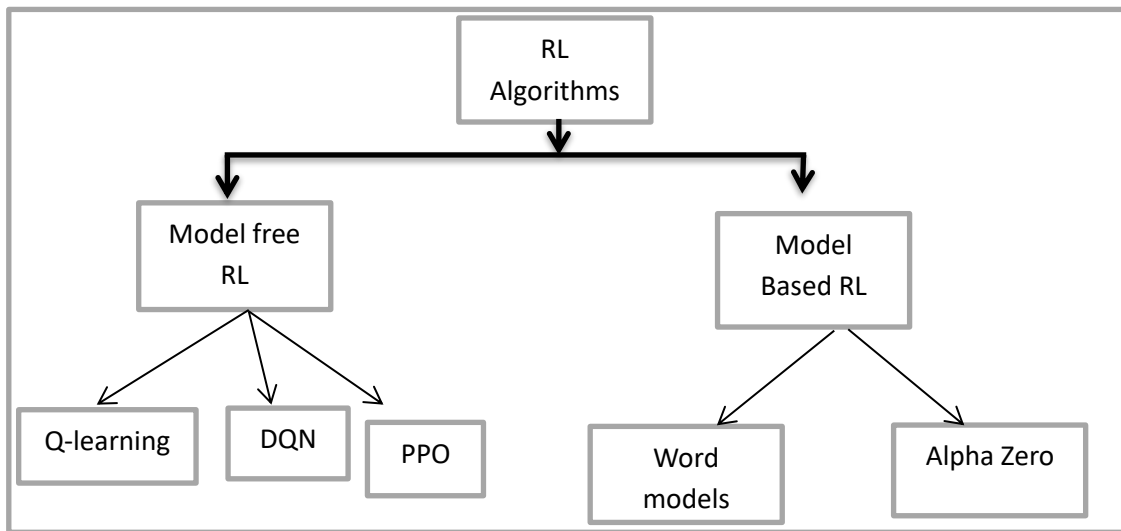 RL
Algorithms
Model free
RL
Model
Based RL
Q-learning
DQN
PPO
Word
models
Alpha Zero